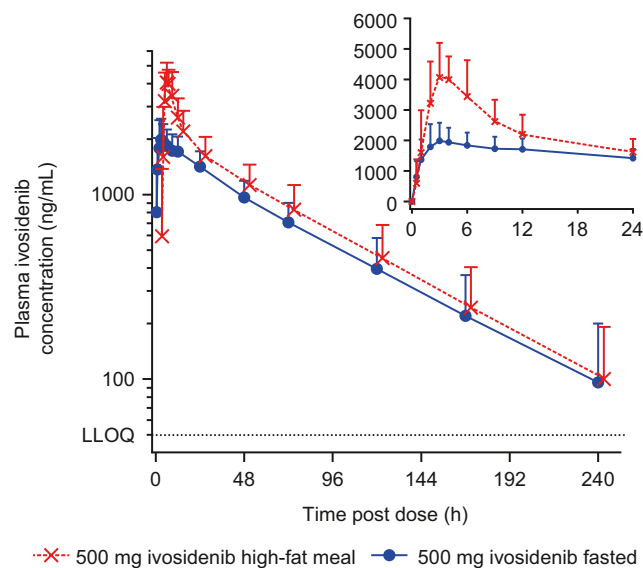 6000
5000
4000
3000
2000
1000
0
0 6 12 18 24
Plasma ivosidenib
concentration (ng/mL)
1000
100
LLOQ
0 48 96 144 192 240
Time post dose (h)
500 mg ivosidenib high-fat meal 500 mg ivosidenib fasted